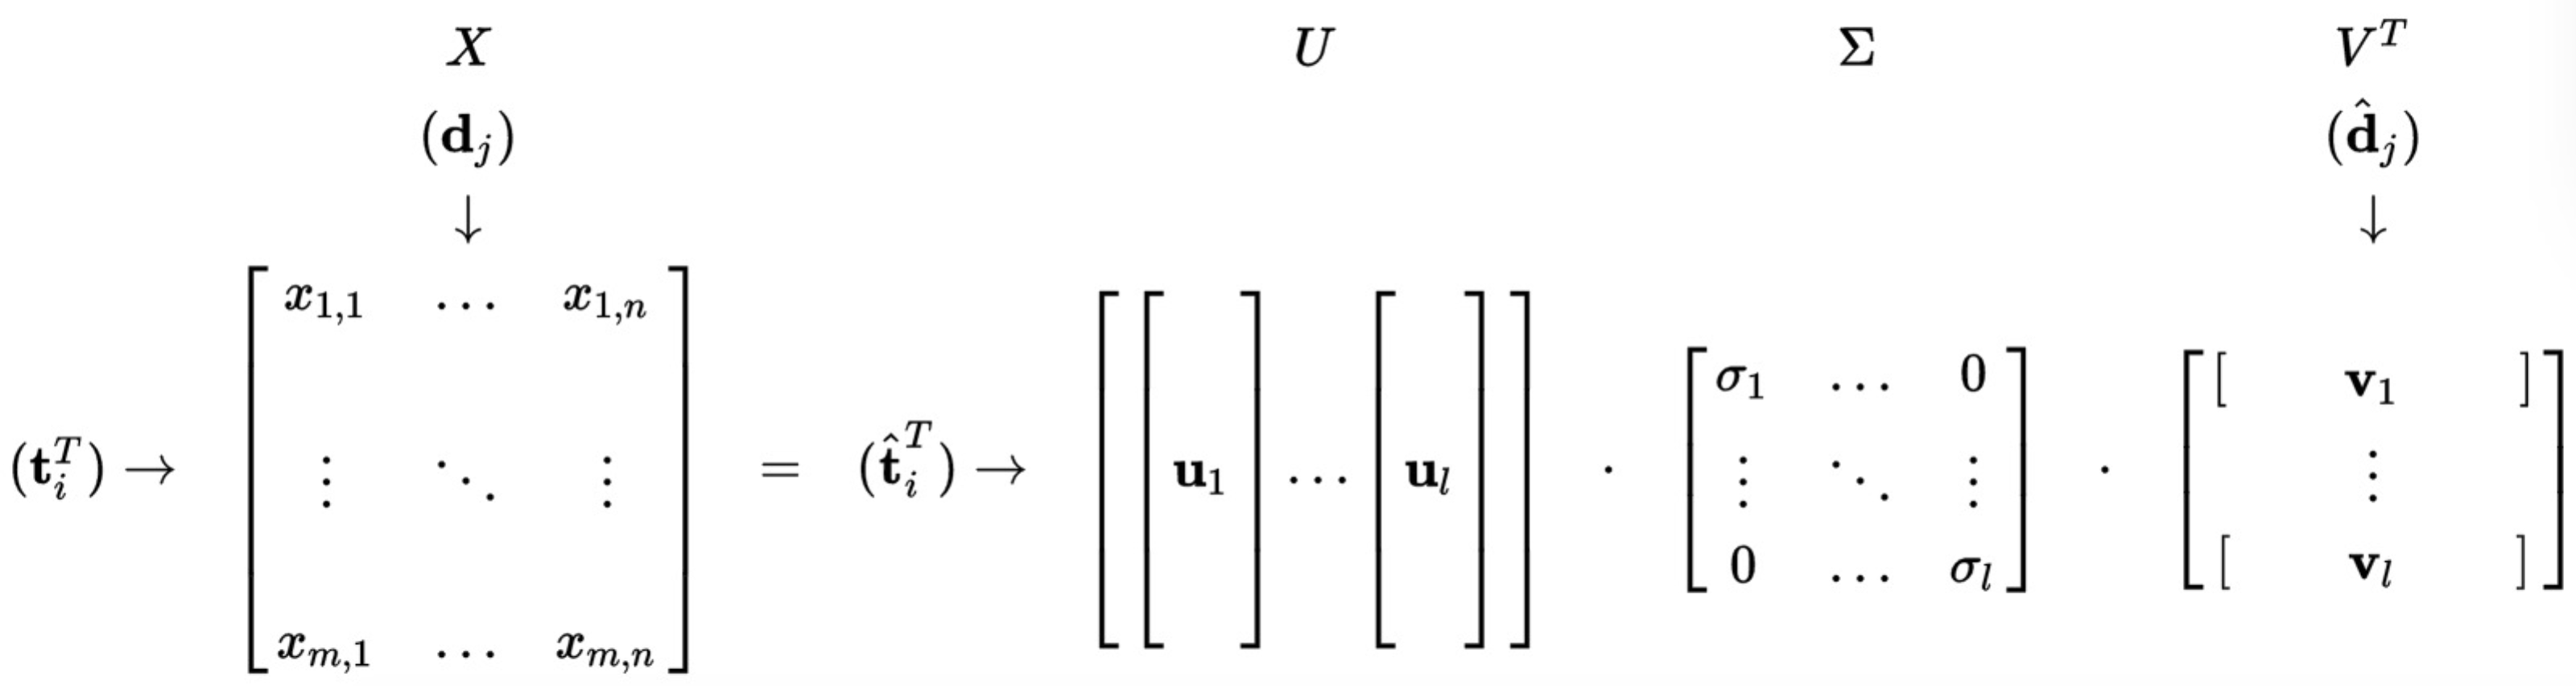 X U Σ V^T
(d_j) (d̂_j)
↓ ↓
x_{1,1} … x_{1,n}
[ σ_1 … 0 ] [ [ v_1 ] ]
(t_i^T) → ⋮ ⋱ ⋮ = (t̂_i^T) → [ [ u_1 ] … [ u_l ] ] · ⋮ ⋱ ⋮ · ⋮
0 … σ_l [ v_l ]
x_{m,1} … x_{m,n}